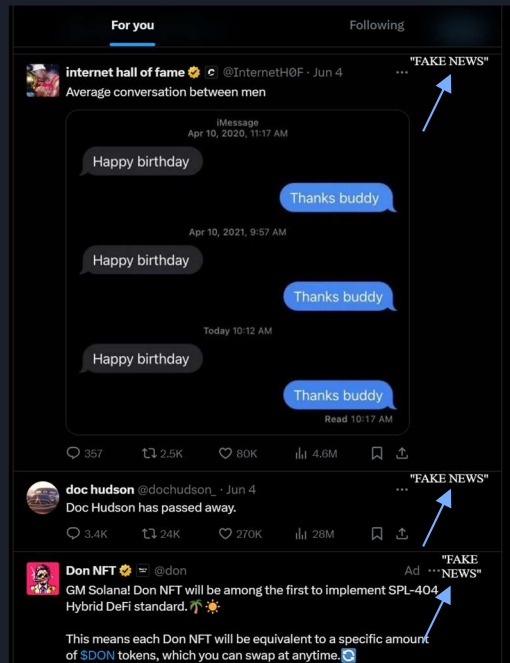 For you
Following
"FAKE NEWS"
internet hall of fame @InternetH0F · Jun 4
Average conversation between men
iMessage
Apr 10, 2020, 11:17 AM
Happy birthday
Thanks buddy
Apr 10, 2021, 9:57 AM
Happy birthday
Thanks buddy
Today 10:12 AM
Happy birthday
Thanks buddy
Read 10:17 AM
357 2.5K 80K 4.6M
"FAKE NEWS"
doc hudson @dochudson_ · Jun 4
Doc Hudson has passed away.
3.4K 24K 270K 28M
"FAKE
NEWS"
Don NFT @don Ad
GM Solana! Don NFT will be among the first to implement SPL-404
Hybrid DeFi standard.🌴☀️
This means each Don NFT will be equivalent to a specific amount
of $DON tokens, which you can swap at anytime.🔄